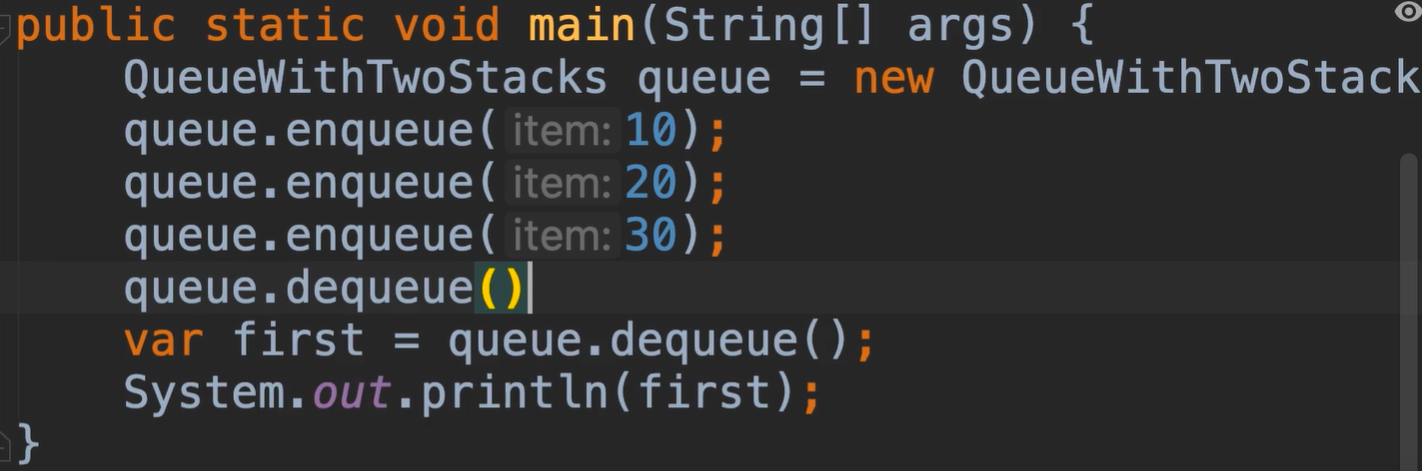 public static void main(String[] args) {
QueueWithTwoStacks queue = new QueueWithTwoStack
queue.enqueue( item: 10);
queue.enqueue( item: 20);
queue.enqueue( item: 30);
queue.dequeue()
var first = queue.dequeue();
System.out.println(first);
}